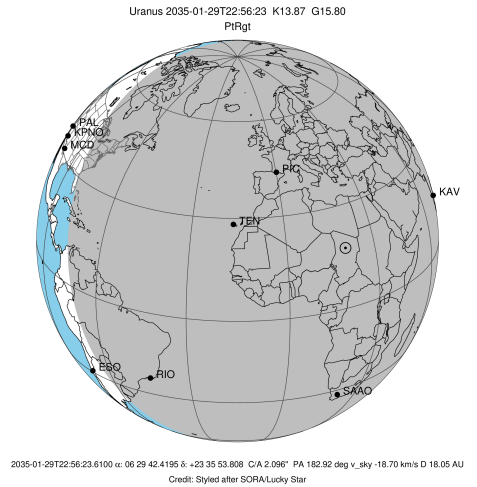 Uranus 2035-01-29T22:56:23 K13.87 G15.80
PtRgt
PAL
KPNO
MCD
PIC
KAV
TEN
ESO
RIO
SAAO
2035-01-29T22:56:23.6100 α: 06 29 42.4195 δ: +23 35 53.808 C/A 2.096" PA 182.92 deg v_sky -18.70 km/s D 18.05 AU
Credit: Styled after SORA/Lucky Star